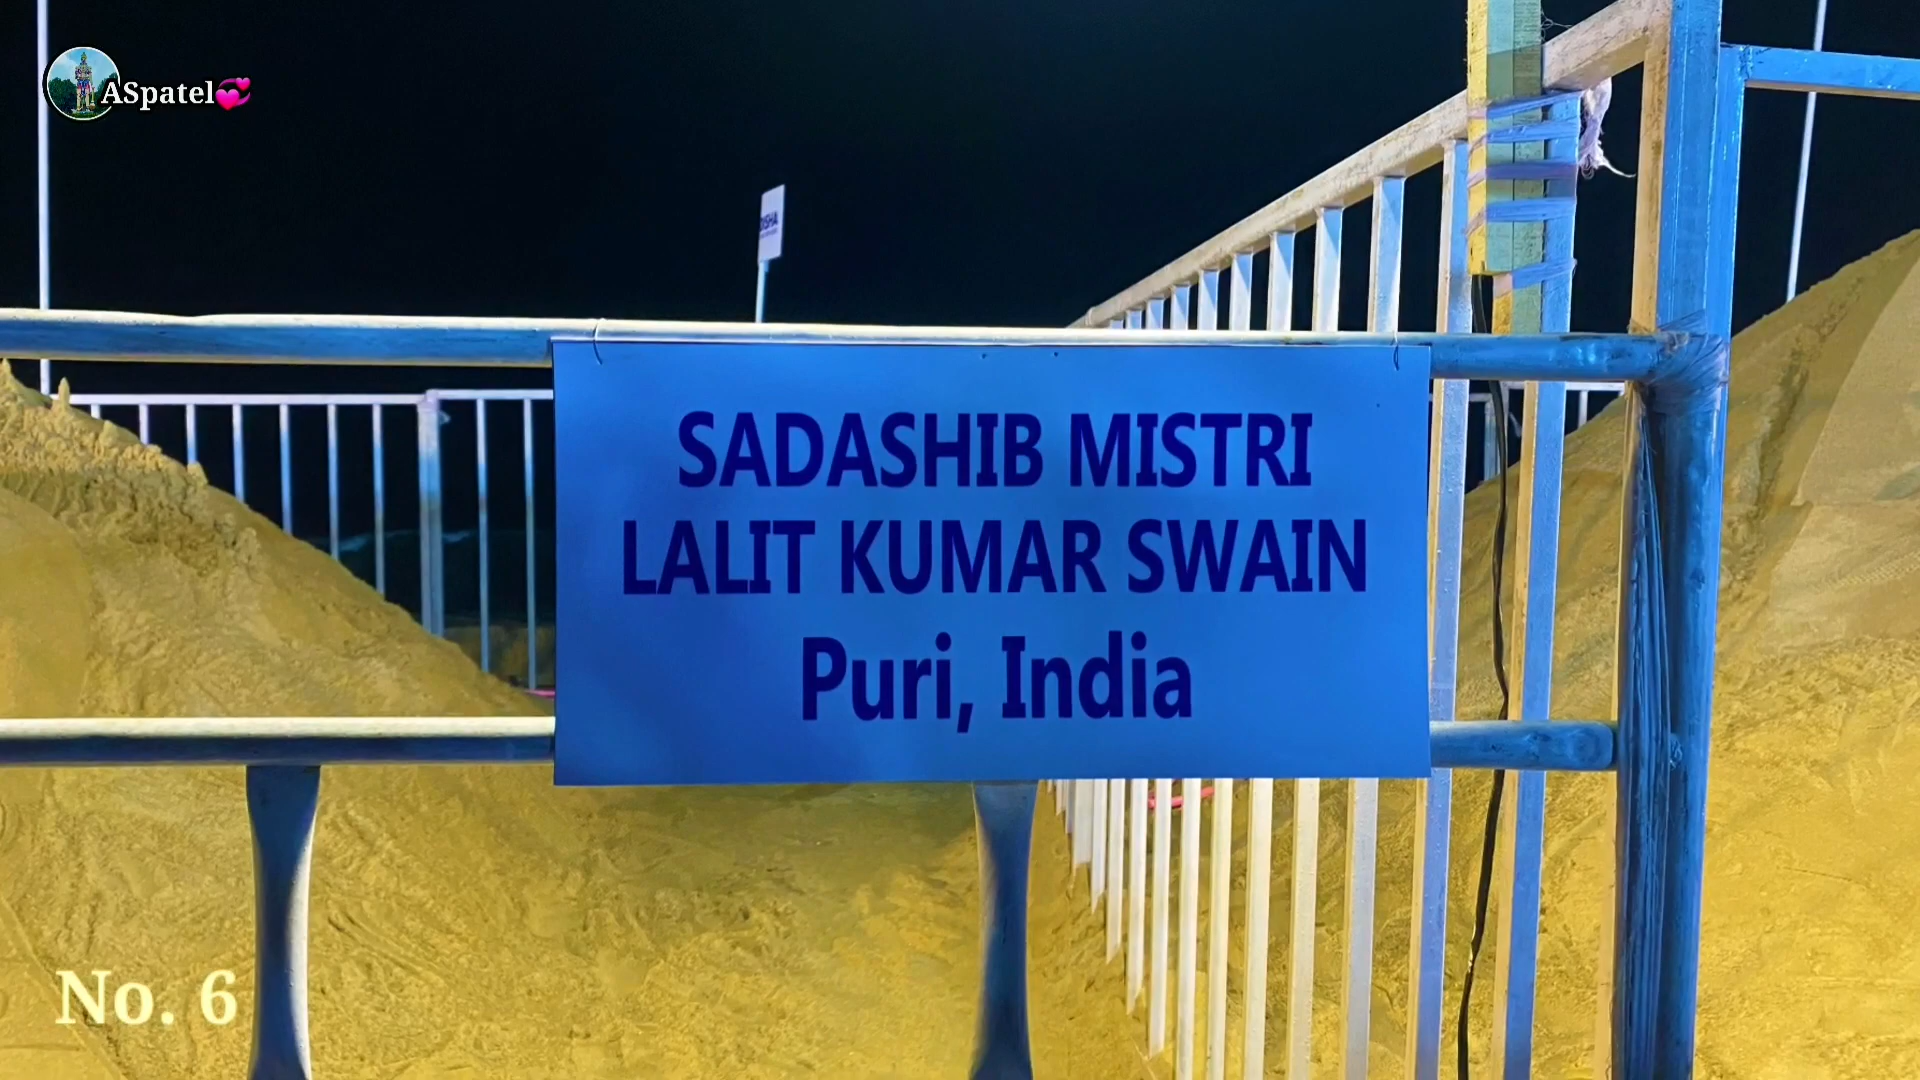 ASpatel💞
SADASHIB MISTRI
LALIT KUMAR SWAIN
Puri, India
No. 6